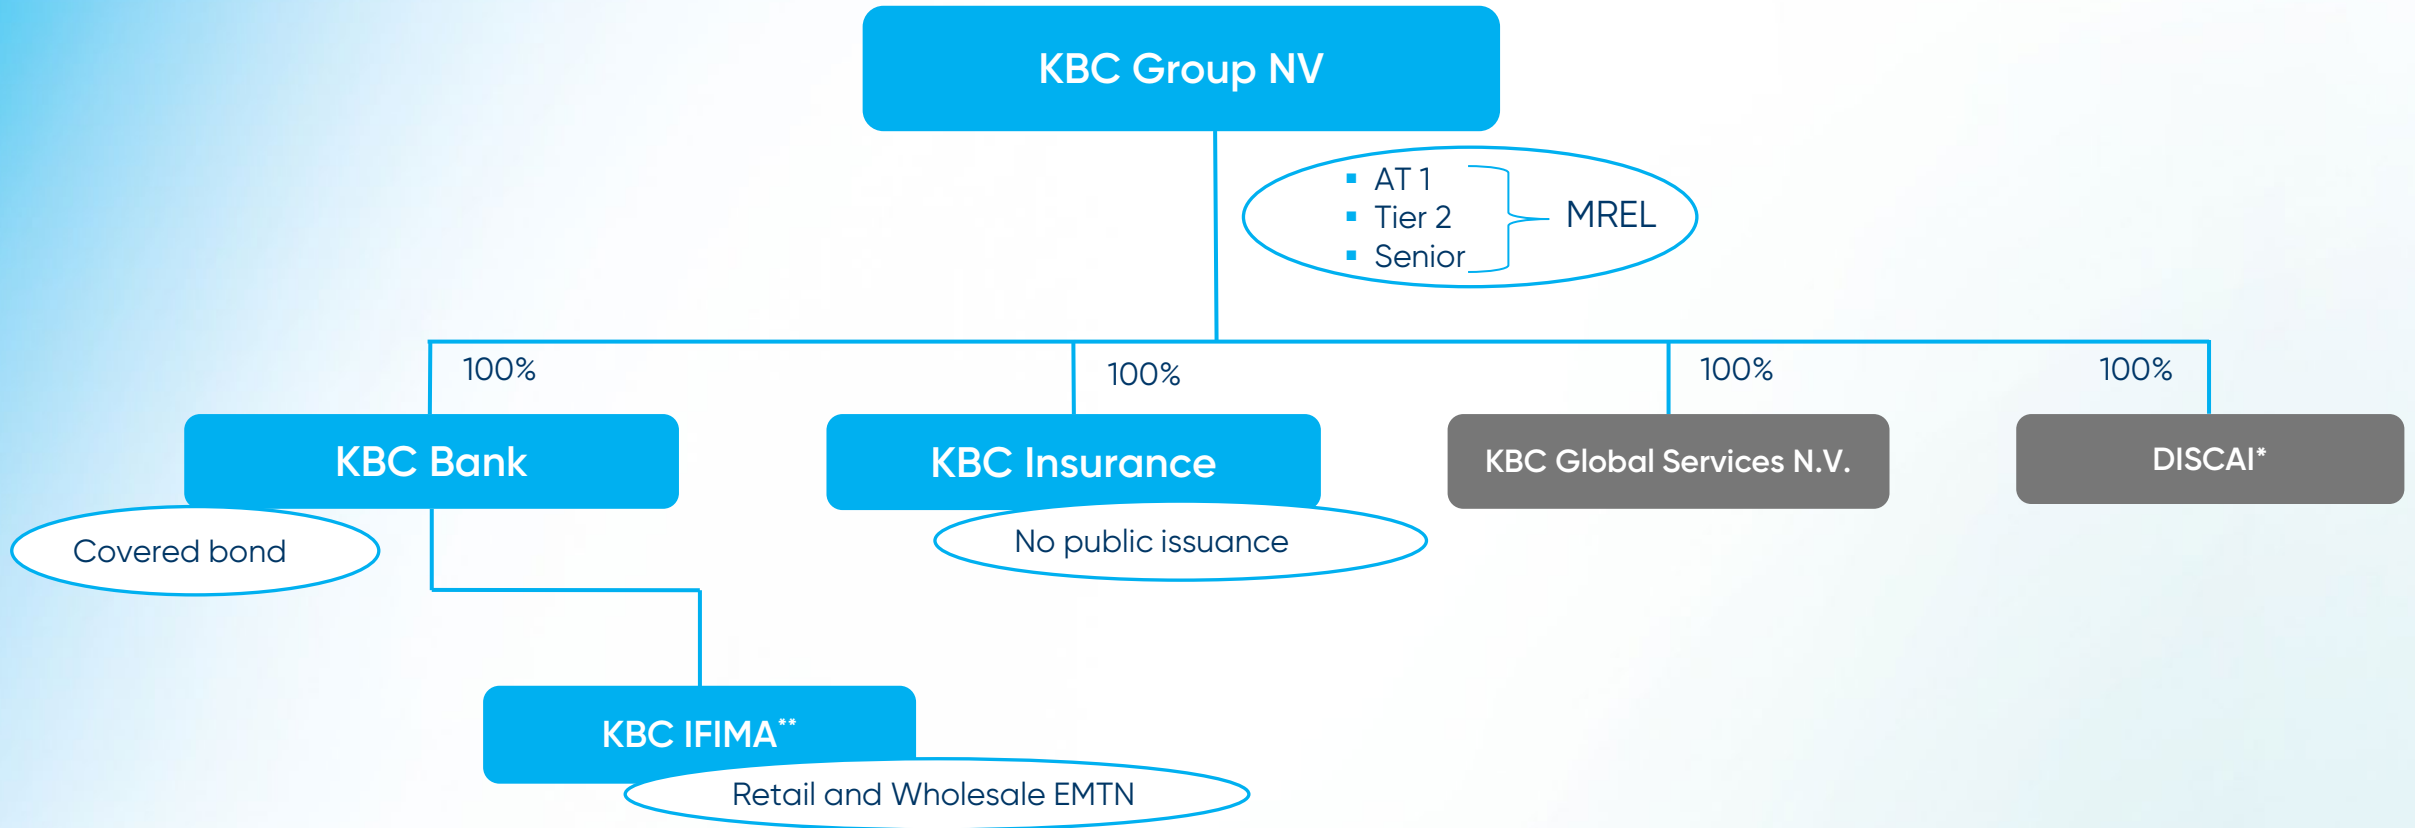 KBC Group NV
▪ AT 1
▪ Tier 2
▪ Senior
MREL
100%
100%
100%
100%
KBC Bank
KBC Insurance
KBC Global Services N.V.
DISCAI*
Covered bond
No public issuance
KBC IFIMA**
Retail and Wholesale EMTN